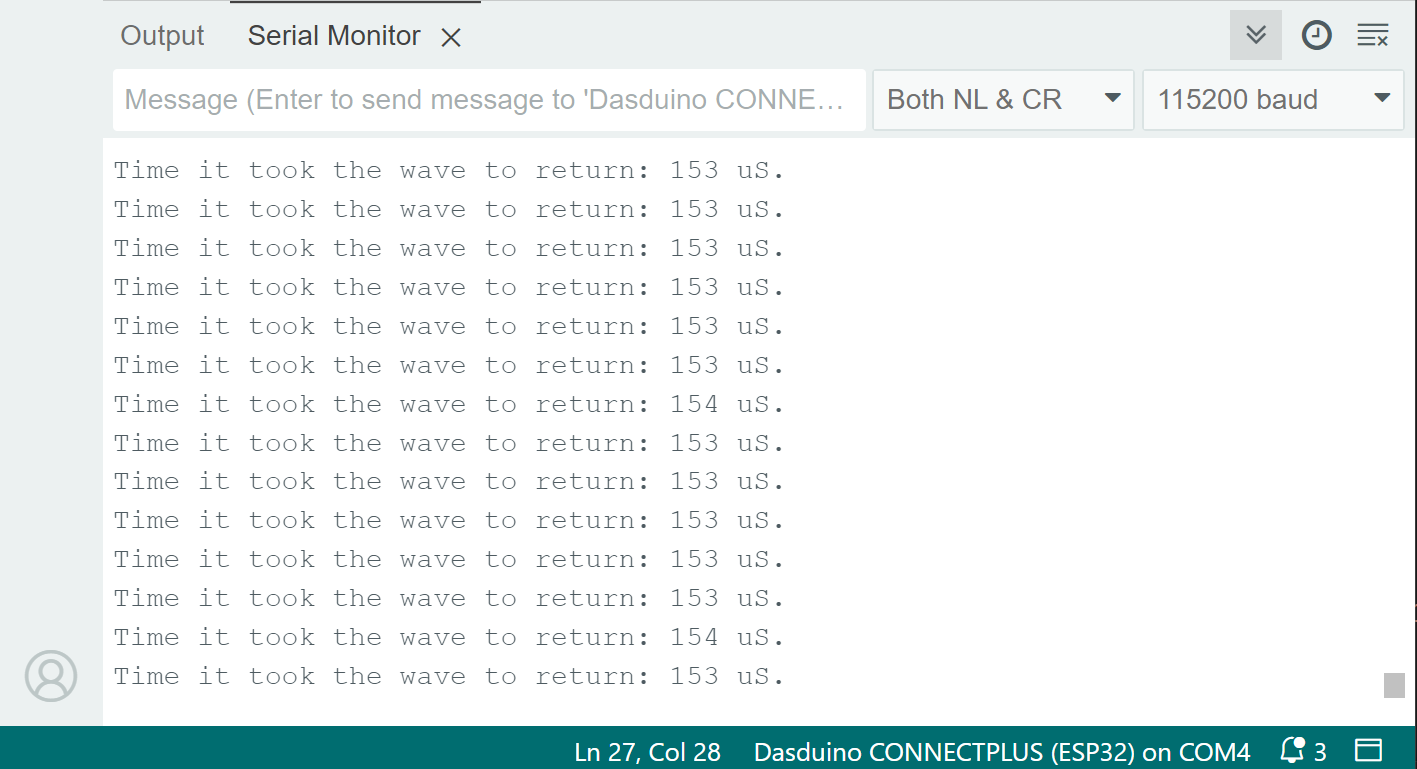 Output Serial Monitor
Message (Enter to send message to 'Dasduino CONNE... Both NL & CR 115200 baud
Time it took the wave to return: 153 uS.
Time it took the wave to return: 153 uS.
Time it took the wave to return: 153 uS.
Time it took the wave to return: 153 uS.
Time it took the wave to return: 153 uS.
Time it took the wave to return: 153 uS.
Time it took the wave to return: 154 uS.
Time it took the wave to return: 153 uS.
Time it took the wave to return: 153 uS.
Time it took the wave to return: 153 uS.
Time it took the wave to return: 153 uS.
Time it took the wave to return: 153 uS.
Time it took the wave to return: 154 uS.
Time it took the wave to return: 153 uS.
Ln 27, Col 28 Dasduino CONNECTPLUS (ESP32) on COM4 3